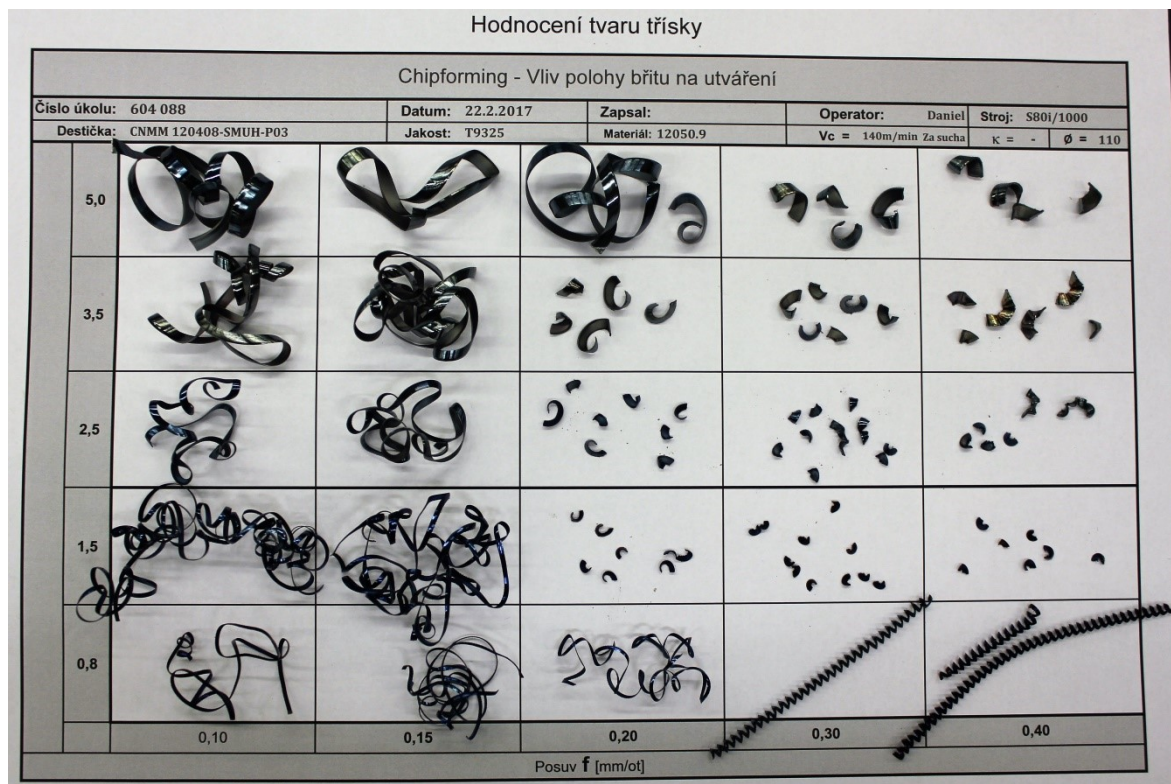 Hodnocení tvaru třísky
Chipforming - Vliv polohy břitu na utváření
Číslo úkolu: 604 088 Datum: 22.2.2017 Zapsal: Operator: Daniel Stroj: S80i/1000
Destička: CNMM 120408-SMUH-P03 Jakost: T9325 Materiál: 12050.9 Vc = 140m/min Za sucha κ = - Ø = 110
5,0
3,5
2,5
1,5
0,8
0,10 0,15 0,20 0,30 0,40
Posuv f [mm/ot]